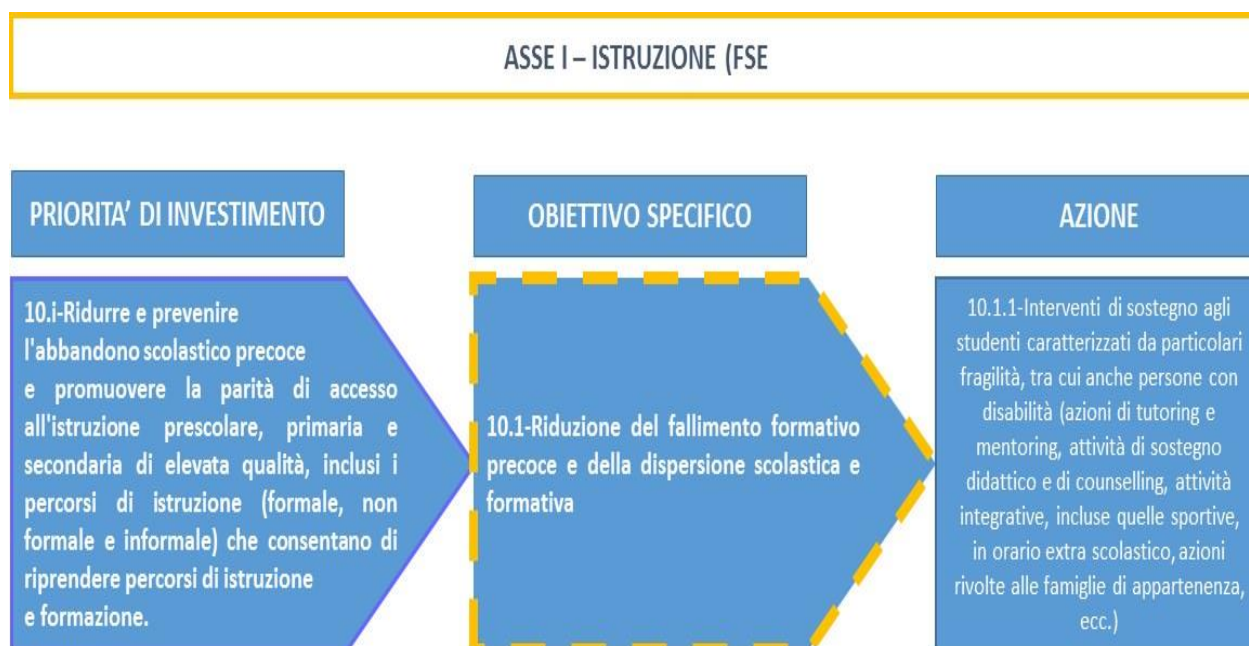 ASSE I – ISTRUZIONE (FSE
PRIORITA’ DI INVESTIMENTO
10.i-Ridurre e prevenire
l'abbandono scolastico precoce
e promuovere la parità di accesso
all'istruzione prescolare, primaria e
secondaria di elevata qualità, inclusi i
percorsi di istruzione (formale, non
formale e informale) che consentano di
riprendere percorsi di istruzione
e formazione.
OBIETTIVO SPECIFICO
10.1-Riduzione del fallimento formativo
precoce e della dispersione scolastica e
formativa
AZIONE
10.1.1-Interventi di sostegno agli
studenti caratterizzati da particolari
fragilità, tra cui anche persone con
disabilità (azioni di tutoring e
mentoring, attività di sostegno
didattico e di counselling, attività
integrative, incluse quelle sportive,
in orario extra scolastico, azioni
rivolte alle famiglie di appartenenza,
ecc.)